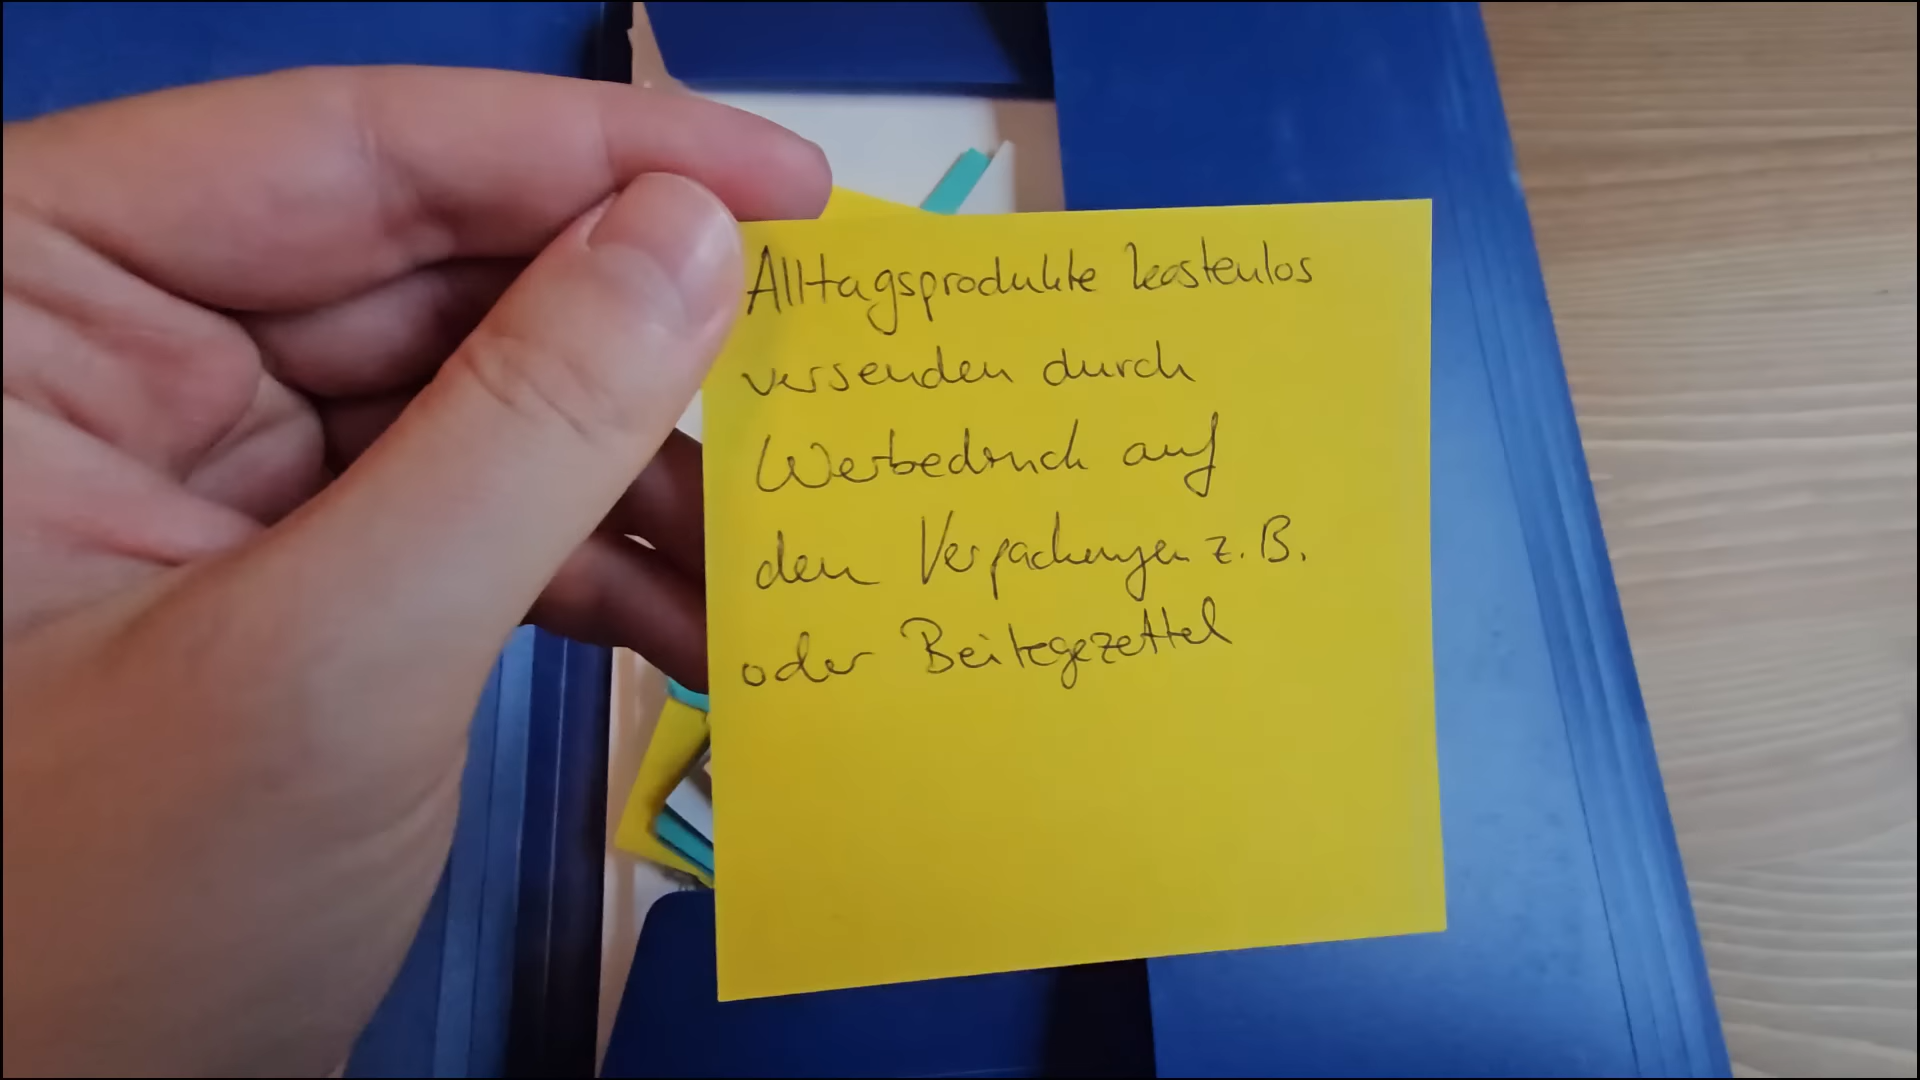 Alltagsprodukte kostenlos
versenden durch
Werbedruck auf
den Verpackungen z.B.
oder Beilegezettel